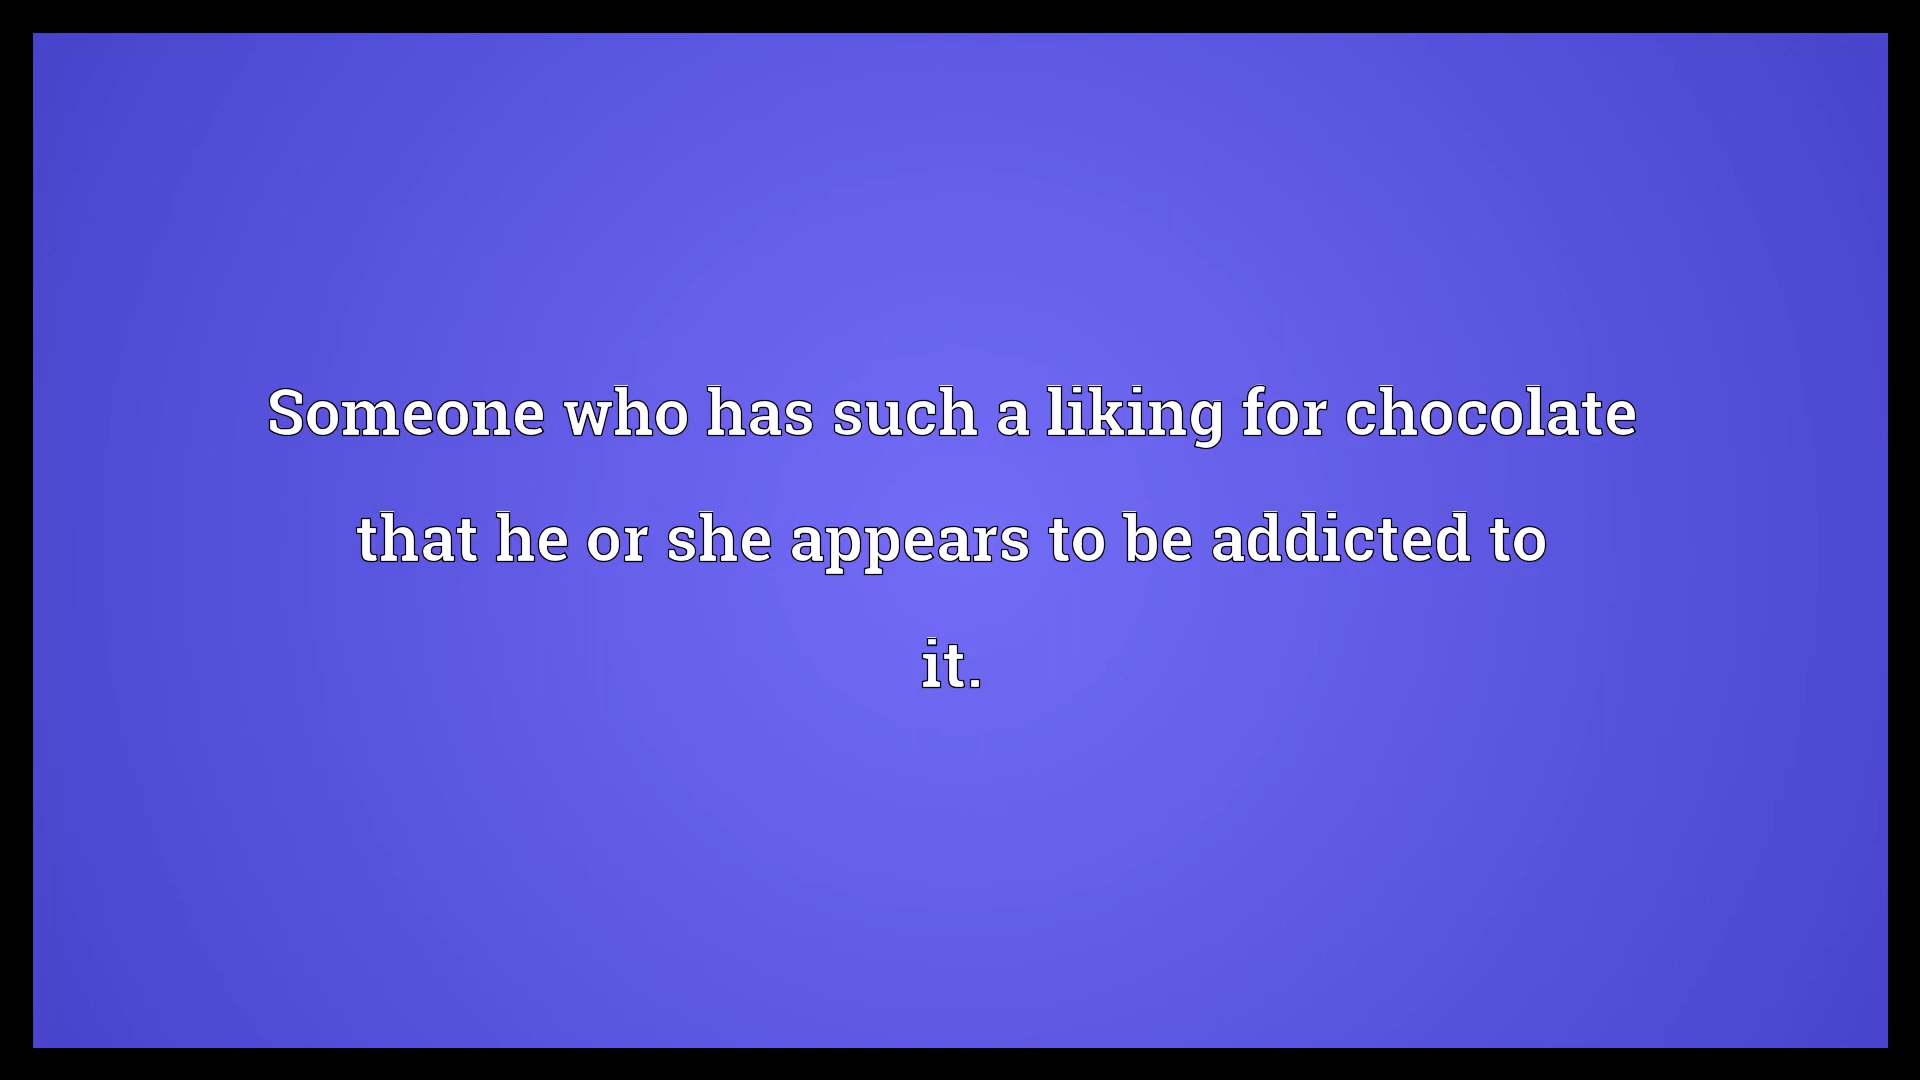 Someone who has such a liking for chocolate
that he or she appears to be addicted to
it.